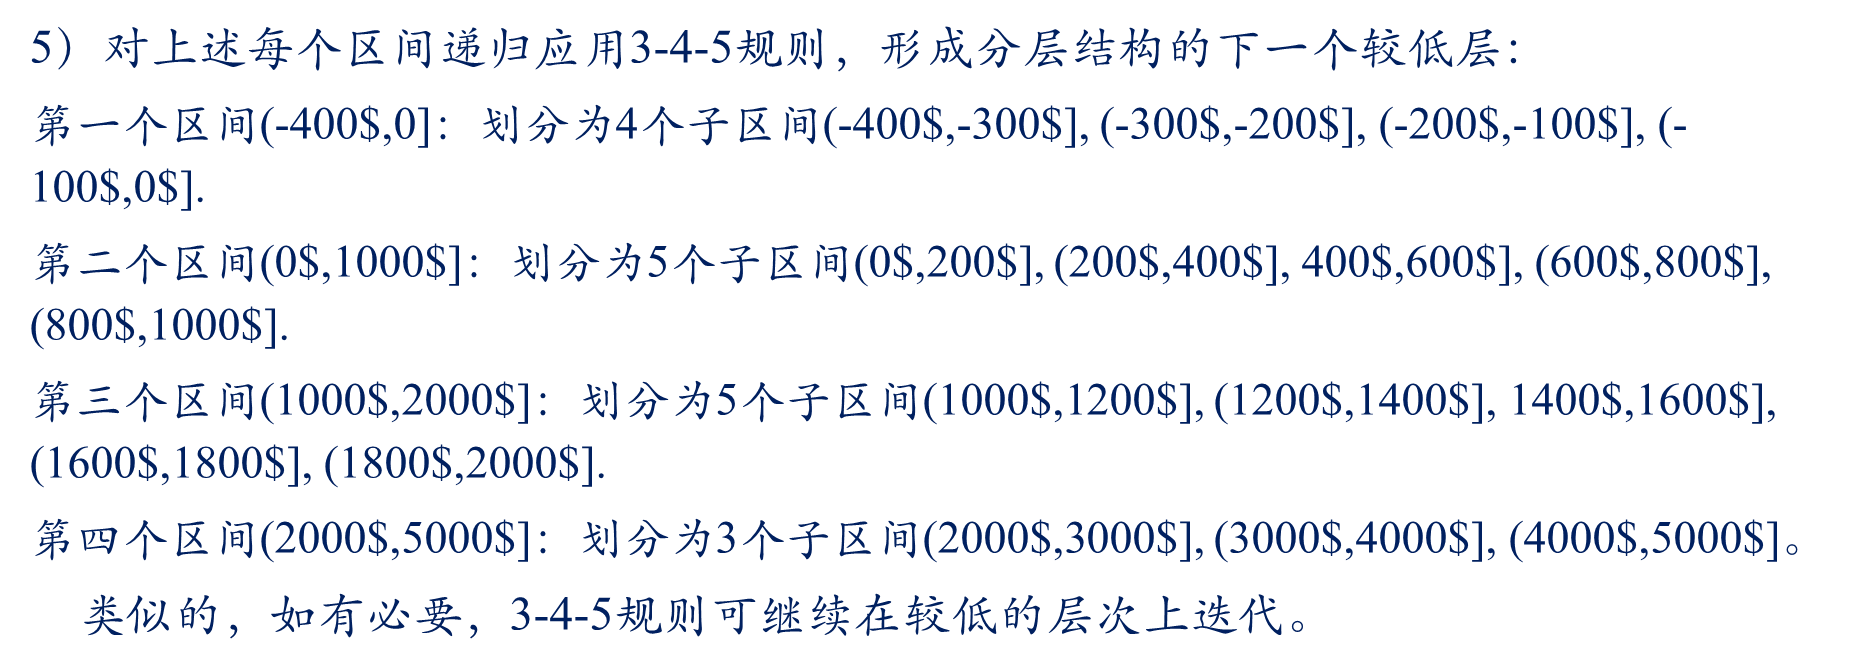 5）对上述每个区间递归应用3-4-5规则，形成分层结构的下一个较低层：
第一个区间(-400$,0]：划分为4个子区间(-400$,-300$], (-300$,-200$], (-200$,-100$], (-
100$,0$].
第二个区间(0$,1000$]：划分为5个子区间(0$,200$], (200$,400$], 400$,600$], (600$,800$],
(800$,1000$].
第三个区间(1000$,2000$]：划分为5个子区间(1000$,1200$], (1200$,1400$], 1400$,1600$],
(1600$,1800$], (1800$,2000$].
第四个区间(2000$,5000$]：划分为3个子区间(2000$,3000$], (3000$,4000$], (4000$,5000$]。
类似的，如有必要，3-4-5规则可继续在较低的层次上迭代。